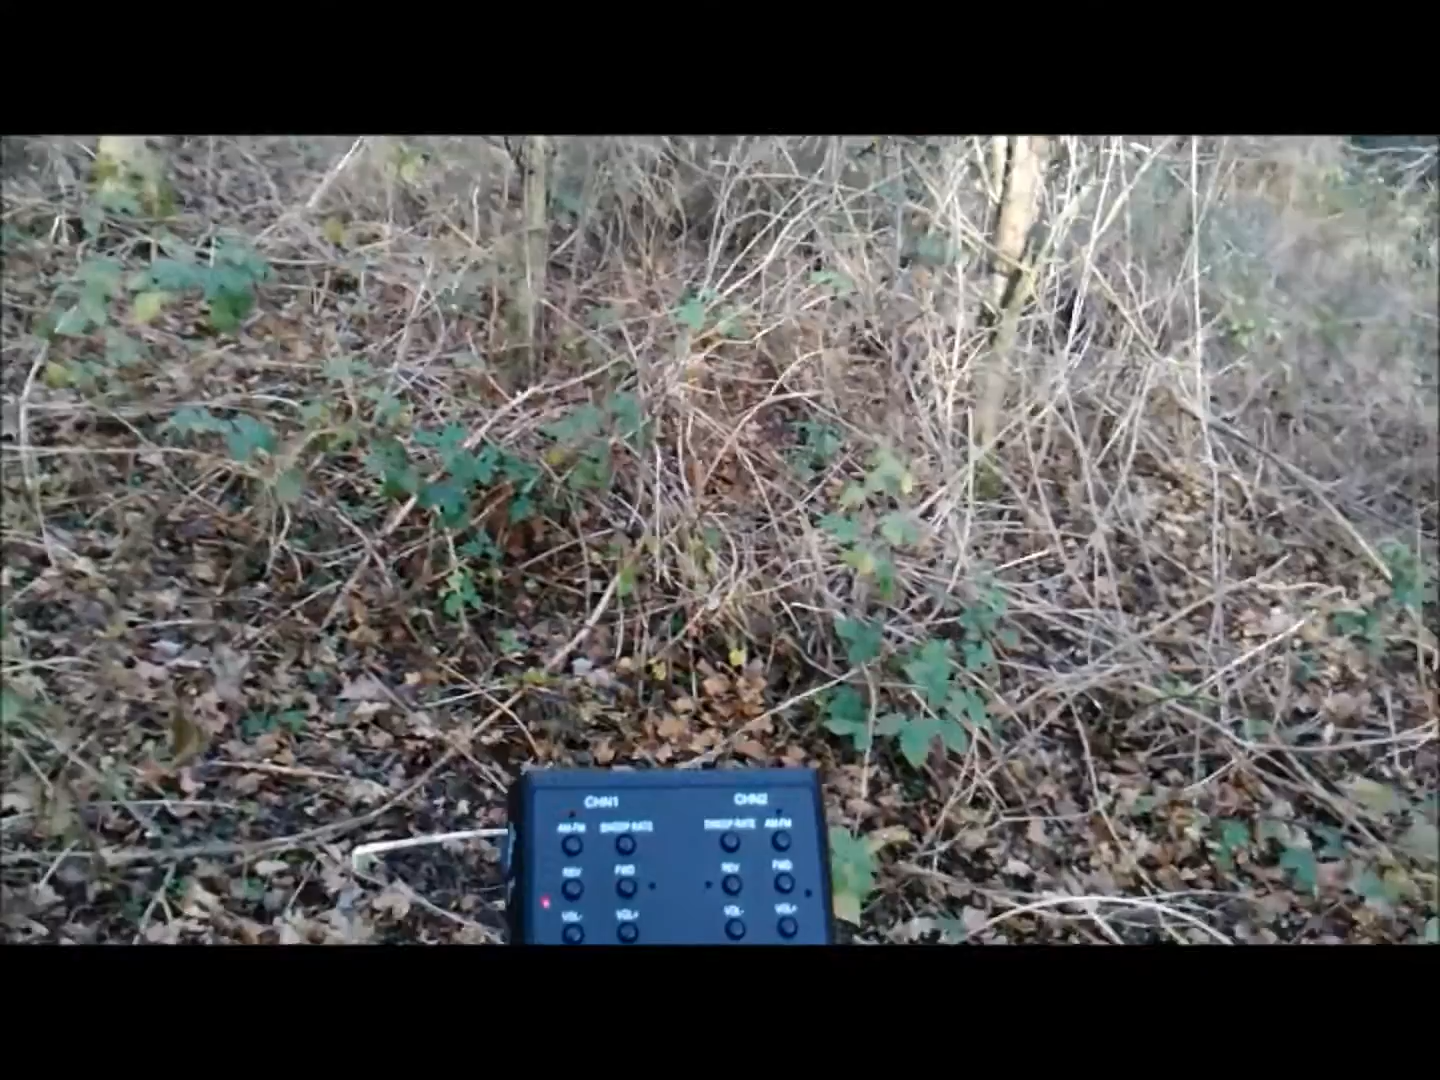 CHN1 CHN2
AM-FM SWEEP RATE SWEEP RATE AM-FM
REV FWD REV FWD
VOL- VOL+ VOL- VOL+